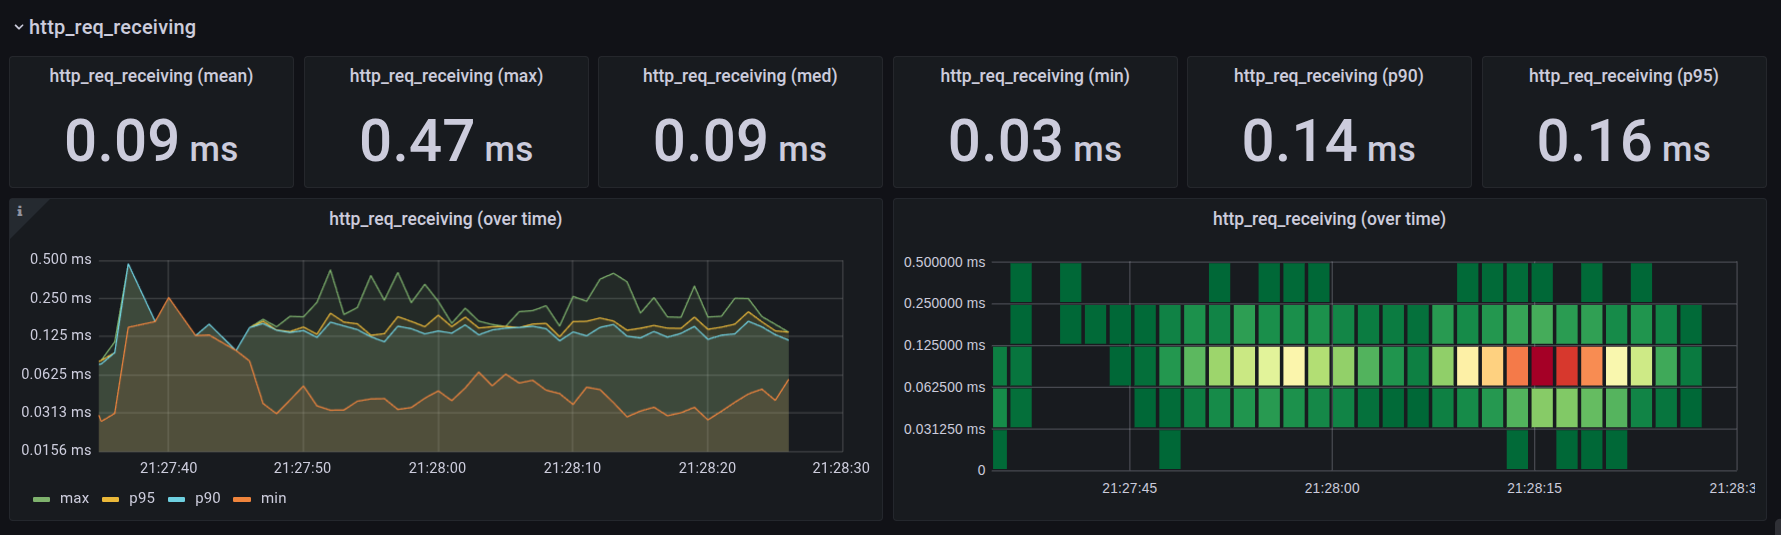 http_req_receiving
http_req_receiving (mean)
0.09 ms
http_req_receiving (max)
0.47 ms
http_req_receiving (med)
0.09 ms
http_req_receiving (min)
0.03 ms
http_req_receiving (p90)
0.14 ms
http_req_receiving (p95)
0.16 ms
i
http_req_receiving (over time)
0.500 ms
0.250 ms
0.125 ms
0.0625 ms
0.0313 ms
0.0156 ms
21:27:40 21:27:50 21:28:00 21:28:10 21:28:20 21:28:30
max p95 p90 min
http_req_receiving (over time)
0.500000 ms
0.250000 ms
0.125000 ms
0.062500 ms
0.031250 ms
0
21:27:45 21:28:00 21:28:15 21:28:3